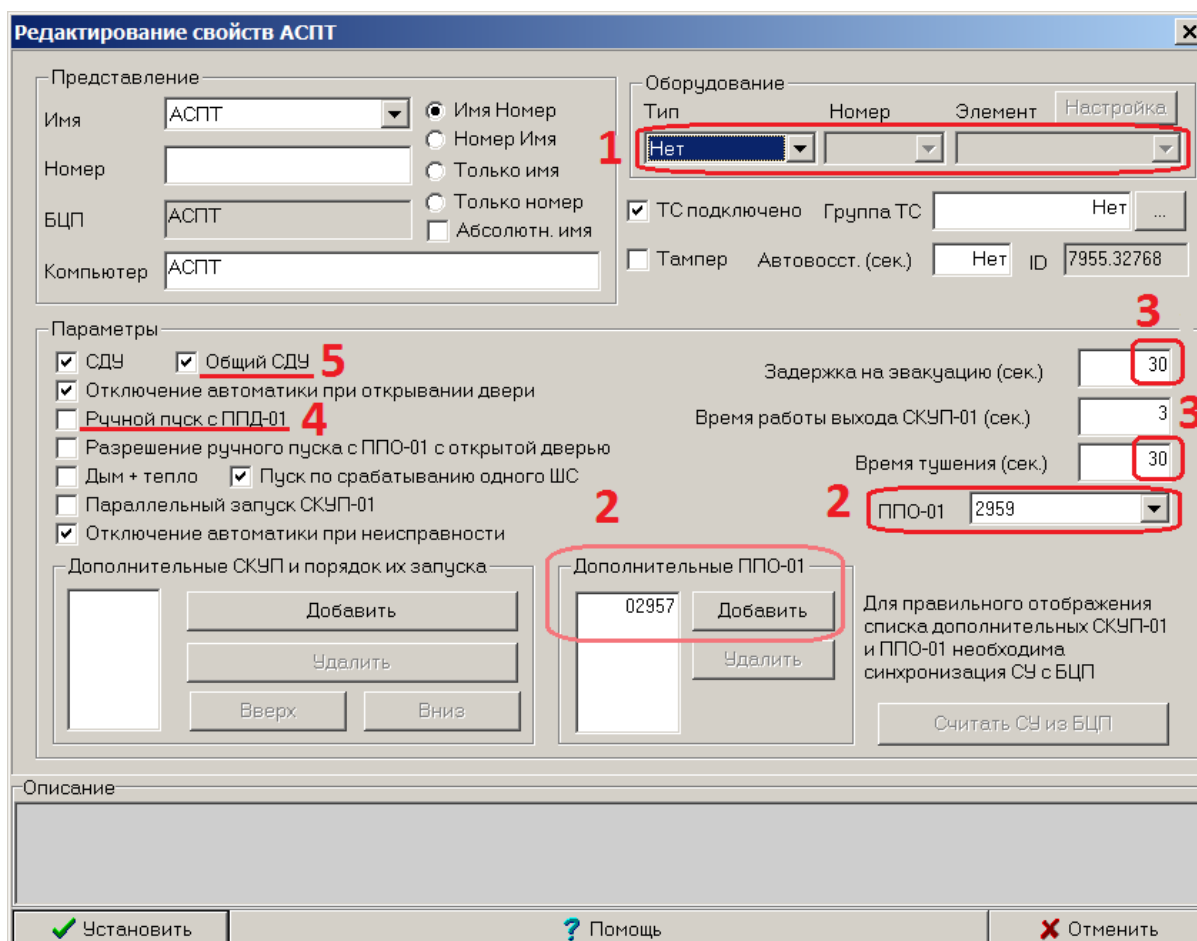 Редактирование свойств АСПТ
Представление
Имя АСПТ
Номер
БЦП АСПТ
Компьютер АСПТ
Имя Номер
Номер Имя
Только имя
Только номер
Абсолютн. имя
Оборудование
Тип Номер Элемент Настройка
1 Нет
ТС подключено Группа ТС Нет ...
Тампер Автовосст. (сек.) Нет ID 7955.32768
Параметры
СДУ Общий СДУ 5
Отключение автоматики при открывании двери
Ручной пуск с ППД-01 4
Разрешение ручного пуска с ППО-01 с открытой дверью
Дым + тепло Пуск по срабатыванию одного ШС
Параллельный запуск СКУП-01
Отключение автоматики при неисправности
3
Задержка на эвакуацию (сек.) 30
Время работы выхода СКУП-01 (сек.) 3 3
Время тушения (сек.) 30
2 ППО-01 2959
Дополнительные СКУП и порядок их запуска
Добавить
Удалить
Вверх Вниз
2
Дополнительные ППО-01
02957 Добавить
Удалить
Для правильного отображения
списка дополнительных СКУП-01
и ППО-01 необходима
синхронизация СУ с БЦП
Считать СУ из БЦП
Описание
Установить ? Помощь Отменить